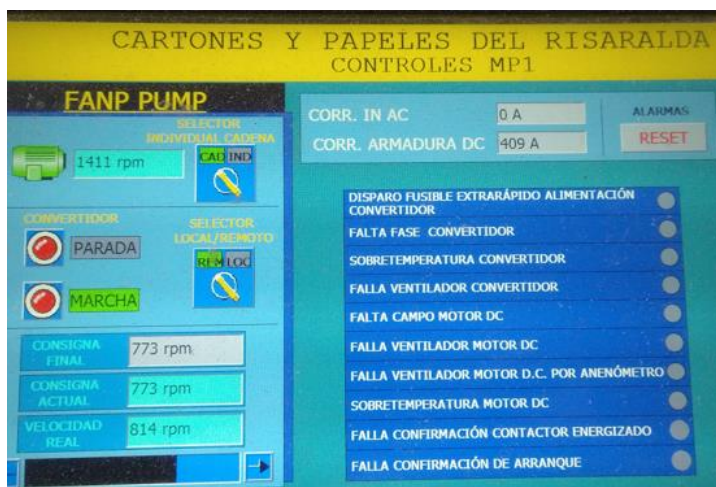 CARTONES Y PAPELES DEL RISARALDA
CONTROLES MP1
FANP PUMP
SELECTOR
INDIVIDUAL CADENA
1411 rpm
CAD IND
CONVERTIDOR
SELECTOR
LOCAL/REMOTO
PARADA
REM LOC
MARCHA
CONSIGNA
FINAL
773 rpm
CONSIGNA
ACTUAL
773 rpm
VELOCIDAD
REAL
814 rpm
CORR. IN AC
0 A
CORR. ARMADURA DC
409 A
ALARMAS
RESET
DISPARO FUSIBLE EXTRARÁPIDO ALIMENTACIÓN
CONVERTIDOR
FALTA FASE CONVERTIDOR
SOBRETEMPERATURA CONVERTIDOR
FALLA VENTILADOR CONVERTIDOR
FALTA CAMPO MOTOR DC
FALLA VENTILADOR MOTOR DC
FALLA VENTILADOR MOTOR D.C. POR ANENÓMETRO
SOBRETEMPERATURA MOTOR DC
FALLA CONFIRMACIÓN CONTACTOR ENERGIZADO
FALLA CONFIRMACIÓN DE ARRANQUE